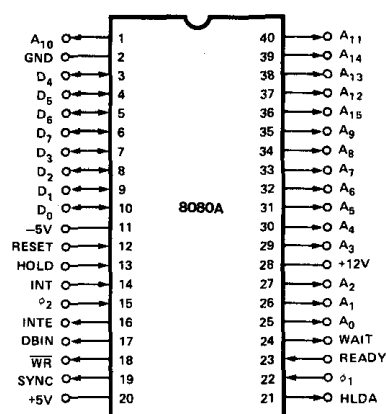 A10 1 40 A11
GND 2 39 A14
D4 3 38 A13
D5 4 37 A12
D6 5 36 A15
D7 6 35 A9
D3 7 34 A8
D2 8 33 A7
D1 9 32 A6
D0 10 8080A 31 A5
−5V 11 30 A4
RESET 12 29 A3
HOLD 13 28 +12V
INT 14 27 A2
ϕ2 15 26 A1
INTE 16 25 A0
DBIN 17 24 WAIT
W̅R̅ 18 23 READY
SYNC 19 22 ϕ1
+5V 20 21 HLDA